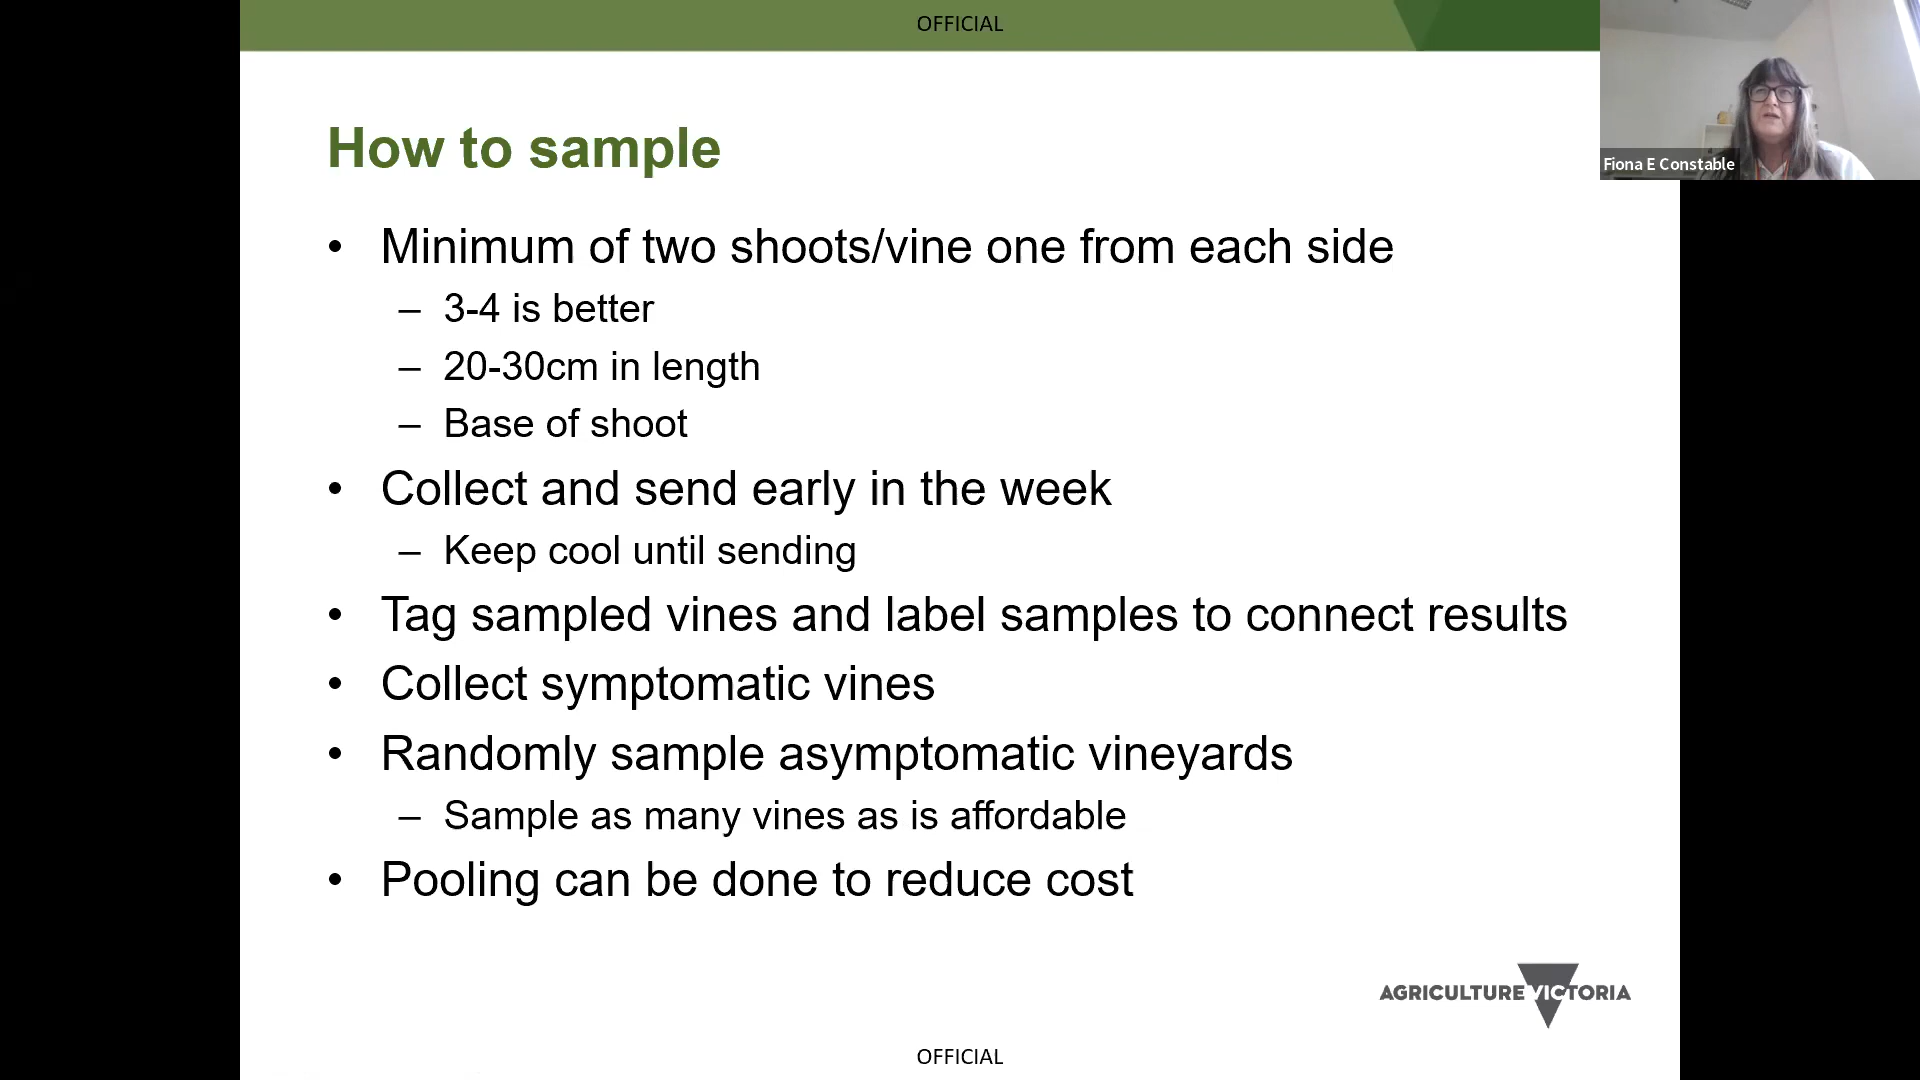 OFFICIAL
Fiona E Constable
How to sample
• Minimum of two shoots/vine one from each side
– 3-4 is better
– 20-30cm in length
– Base of shoot
• Collect and send early in the week
– Keep cool until sending
• Tag sampled vines and label samples to connect results
• Collect symptomatic vines
• Randomly sample asymptomatic vineyards
– Sample as many vines as is affordable
• Pooling can be done to reduce cost
AGRICULTURE VICTORIA
OFFICIAL